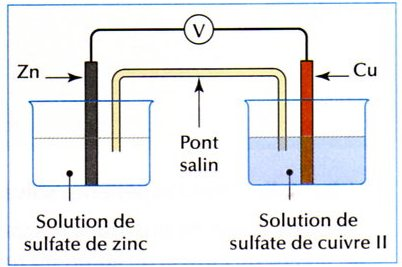 V
Zn
Cu
Pont
salin
Solution de
sulfate de zinc
Solution de
sulfate de cuivre II